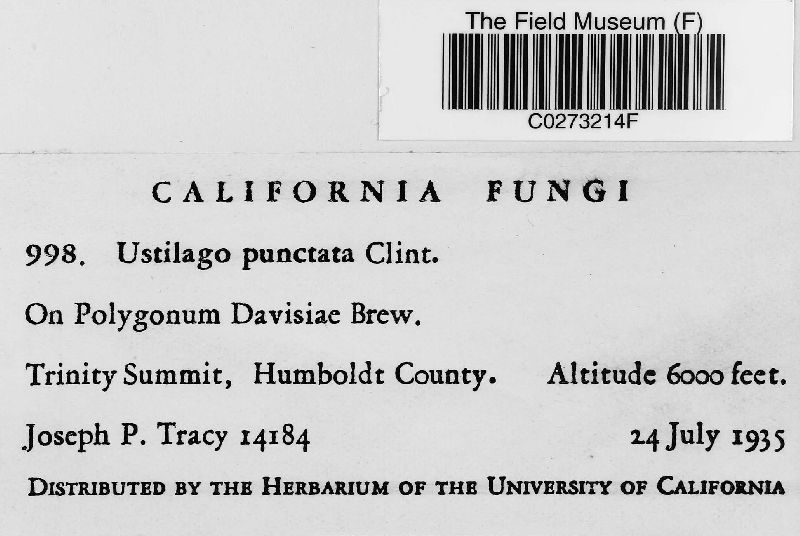 The Field Museum (F)
C0273214F
CALIFORNIA FUNGI
998. Ustilago punctata Clint.
On Polygonum Davisiae Brew.
Trinity Summit, Humboldt County. Altitude 6000 feet.
Joseph P. Tracy 14184 24 July 1935
DISTRIBUTED BY THE HERBARIUM OF THE UNIVERSITY OF CALIFORNIA